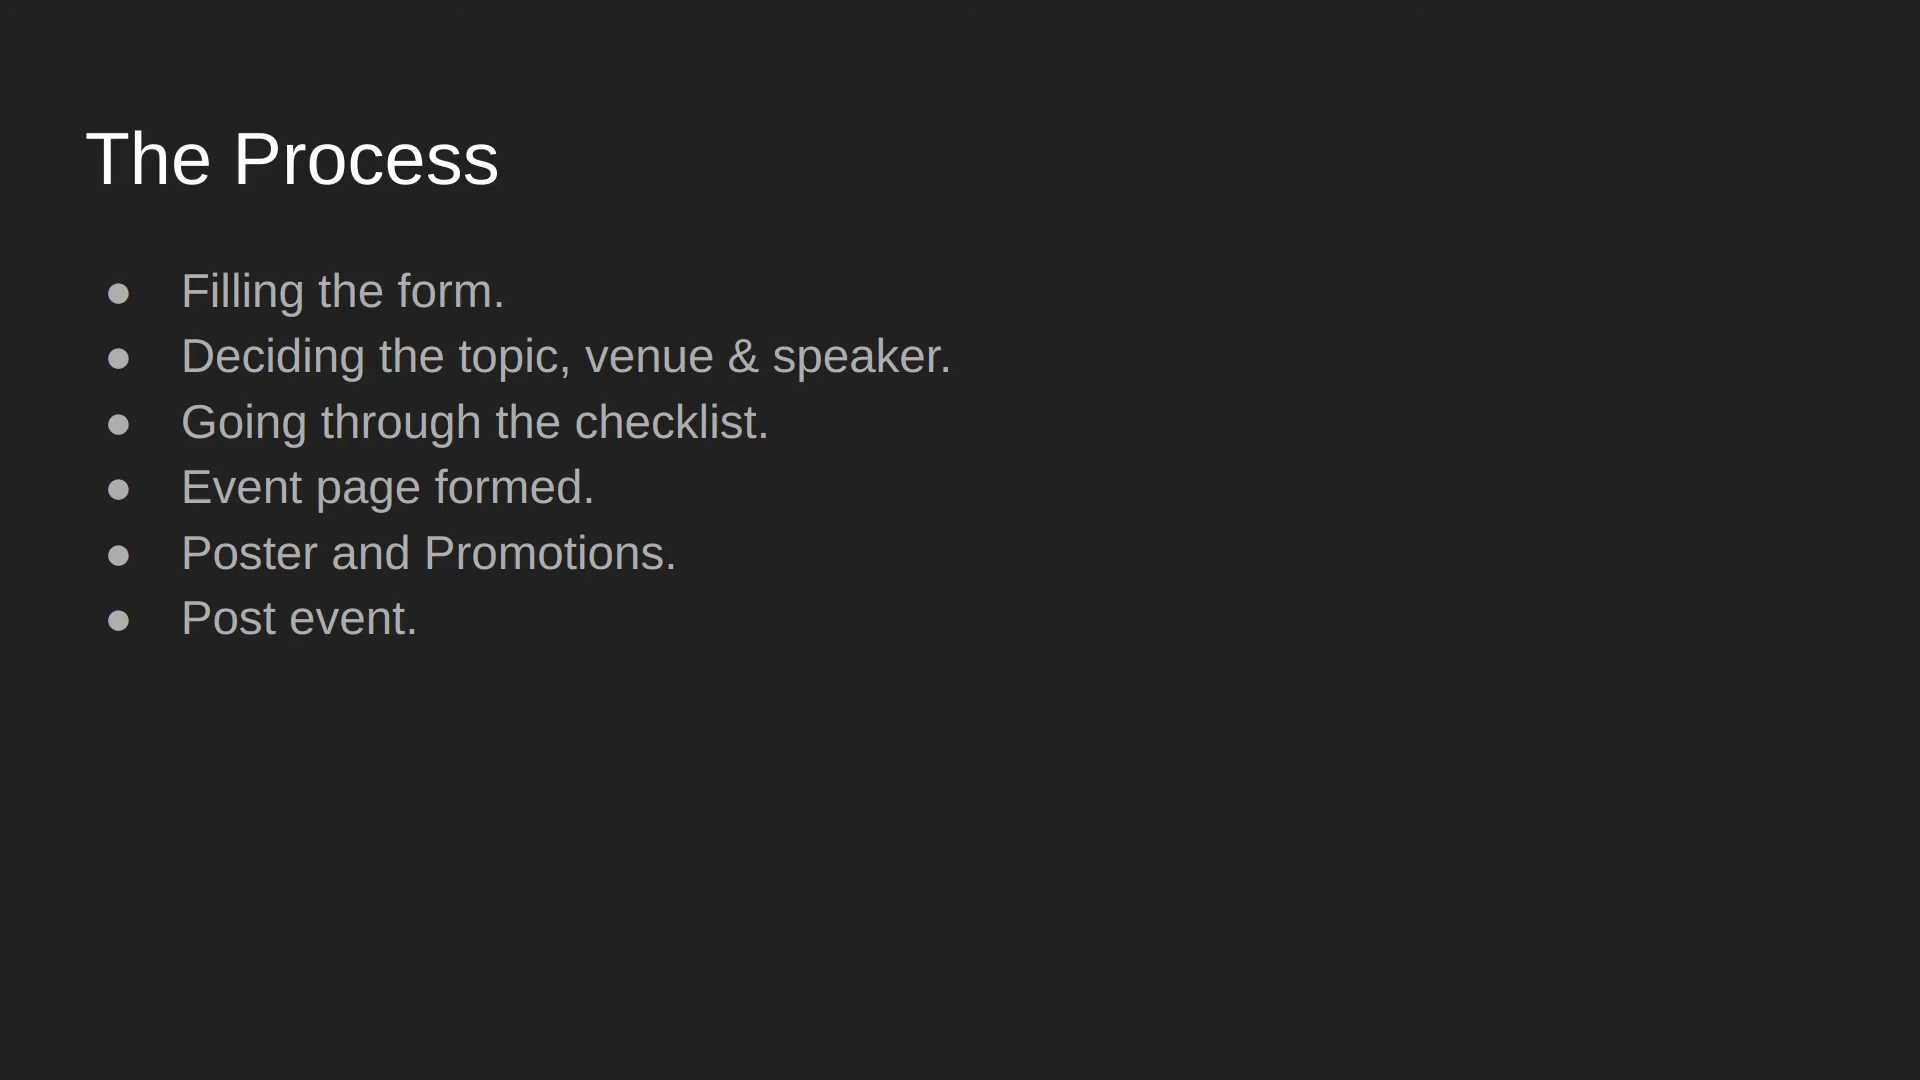 The Process
● Filling the form.
● Deciding the topic, venue & speaker.
● Going through the checklist.
● Event page formed.
● Poster and Promotions.
● Post event.